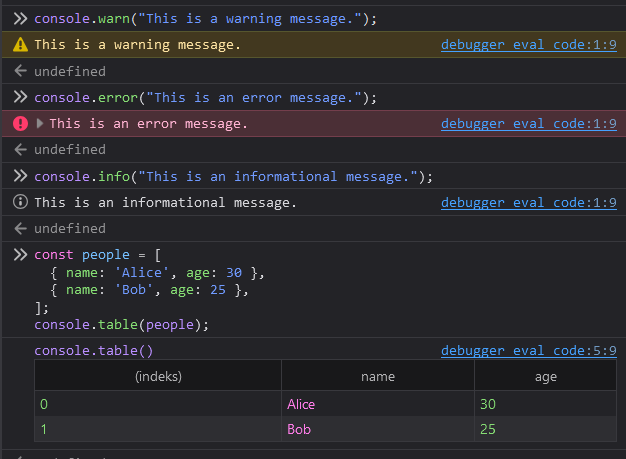 console.warn("This is a warning message.");
This is a warning message. debugger eval code:1:9
undefined
console.error("This is an error message.");
This is an error message. debugger eval code:1:9
undefined
console.info("This is an informational message.");
This is an informational message. debugger eval code:1:9
undefined
const people = [
{ name: 'Alice', age: 30 },
{ name: 'Bob', age: 25 },
];
console.table(people);
console.table() debugger eval code:5:9
(indeks) name age
0 Alice 30
1 Bob 25